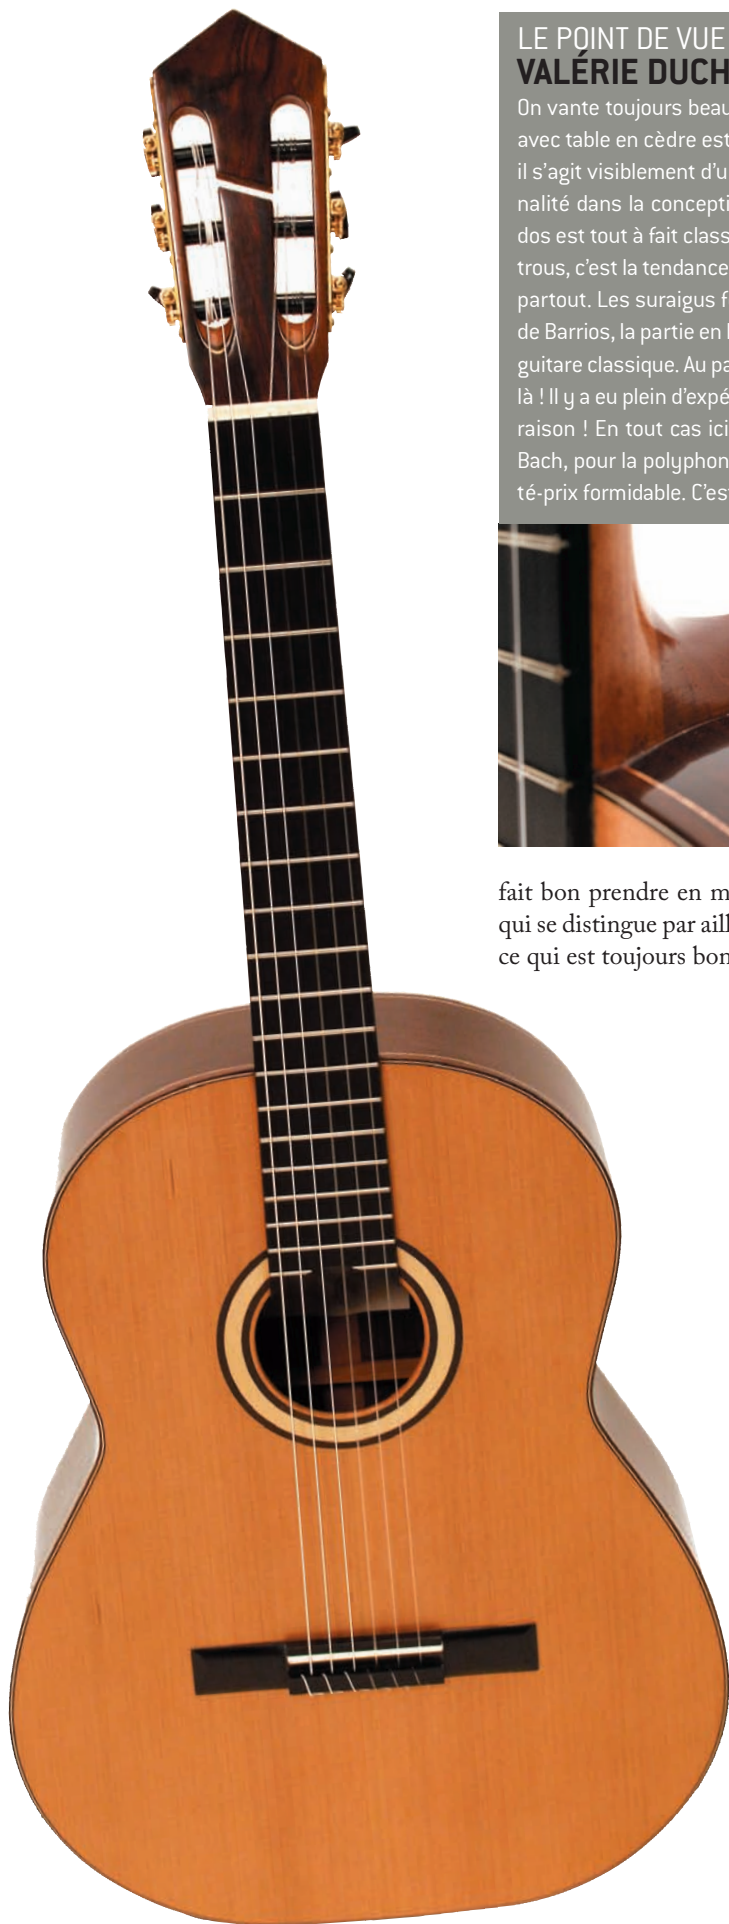 LE POINT DE VUE
VALÉRIE DUCH
On vante toujours beau
avec table en cèdre est
il s’agit visiblement d’u
nalité dans la concepti
dos est tout à fait class
trous, c’est la tendance
partout. Les suraigus f
de Barrios, la partie en
guitare classique. Au pa
là ! Il y a eu plein d’expé
raison ! En tout cas ici
Bach, pour la polyphon
té-prix formidable. C’es
fait bon prendre en m
qui se distingue par aill
ce qui est toujours bon